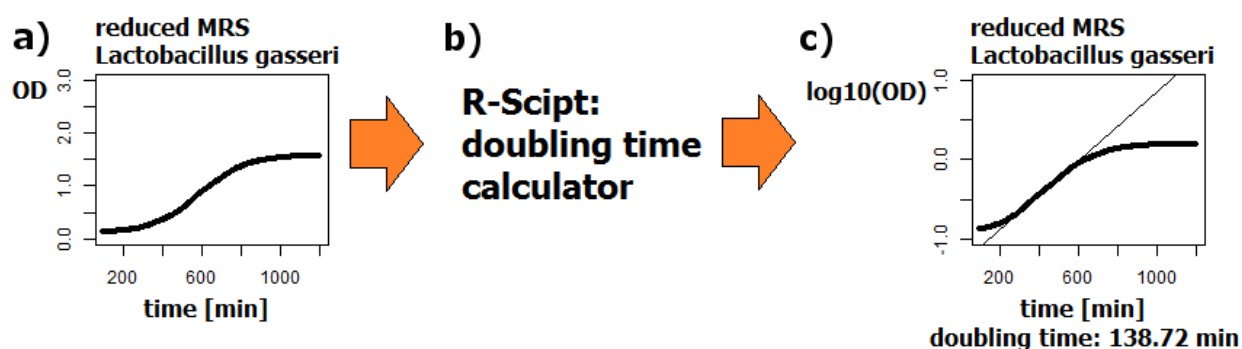 a)
reduced MRS
Lactobacillus gasseri
OD
3.0
2.0
1.0
0.0
200
600
1000
time [min]
b)
R-Scipt:
doubling time
calculator
c)
reduced MRS
Lactobacillus gasseri
log10(OD)
1.0
0.0
-1.0
200
600
1000
time [min]
doubling time: 138.72 min